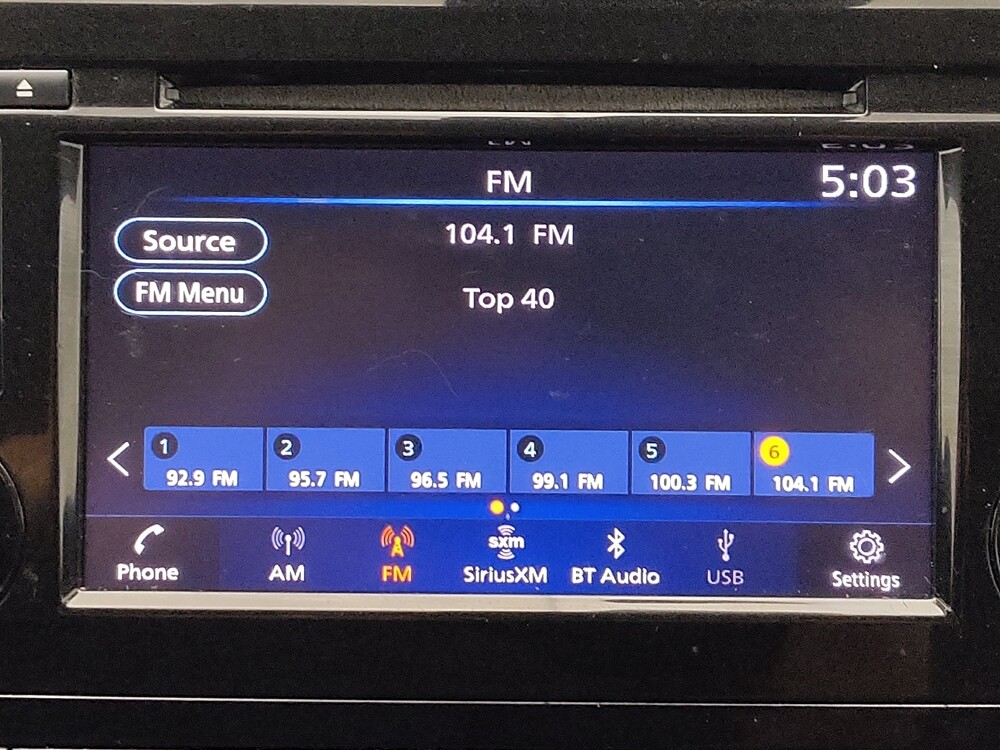 FM
5:03
Source
104.1 FM
FM Menu
Top 40
1 2 3 4 5 6
92.9 FM 95.7 FM 96.5 FM 99.1 FM 100.3 FM 104.1 FM
sxm
Phone AM FM SiriusXM BT Audio USB Settings